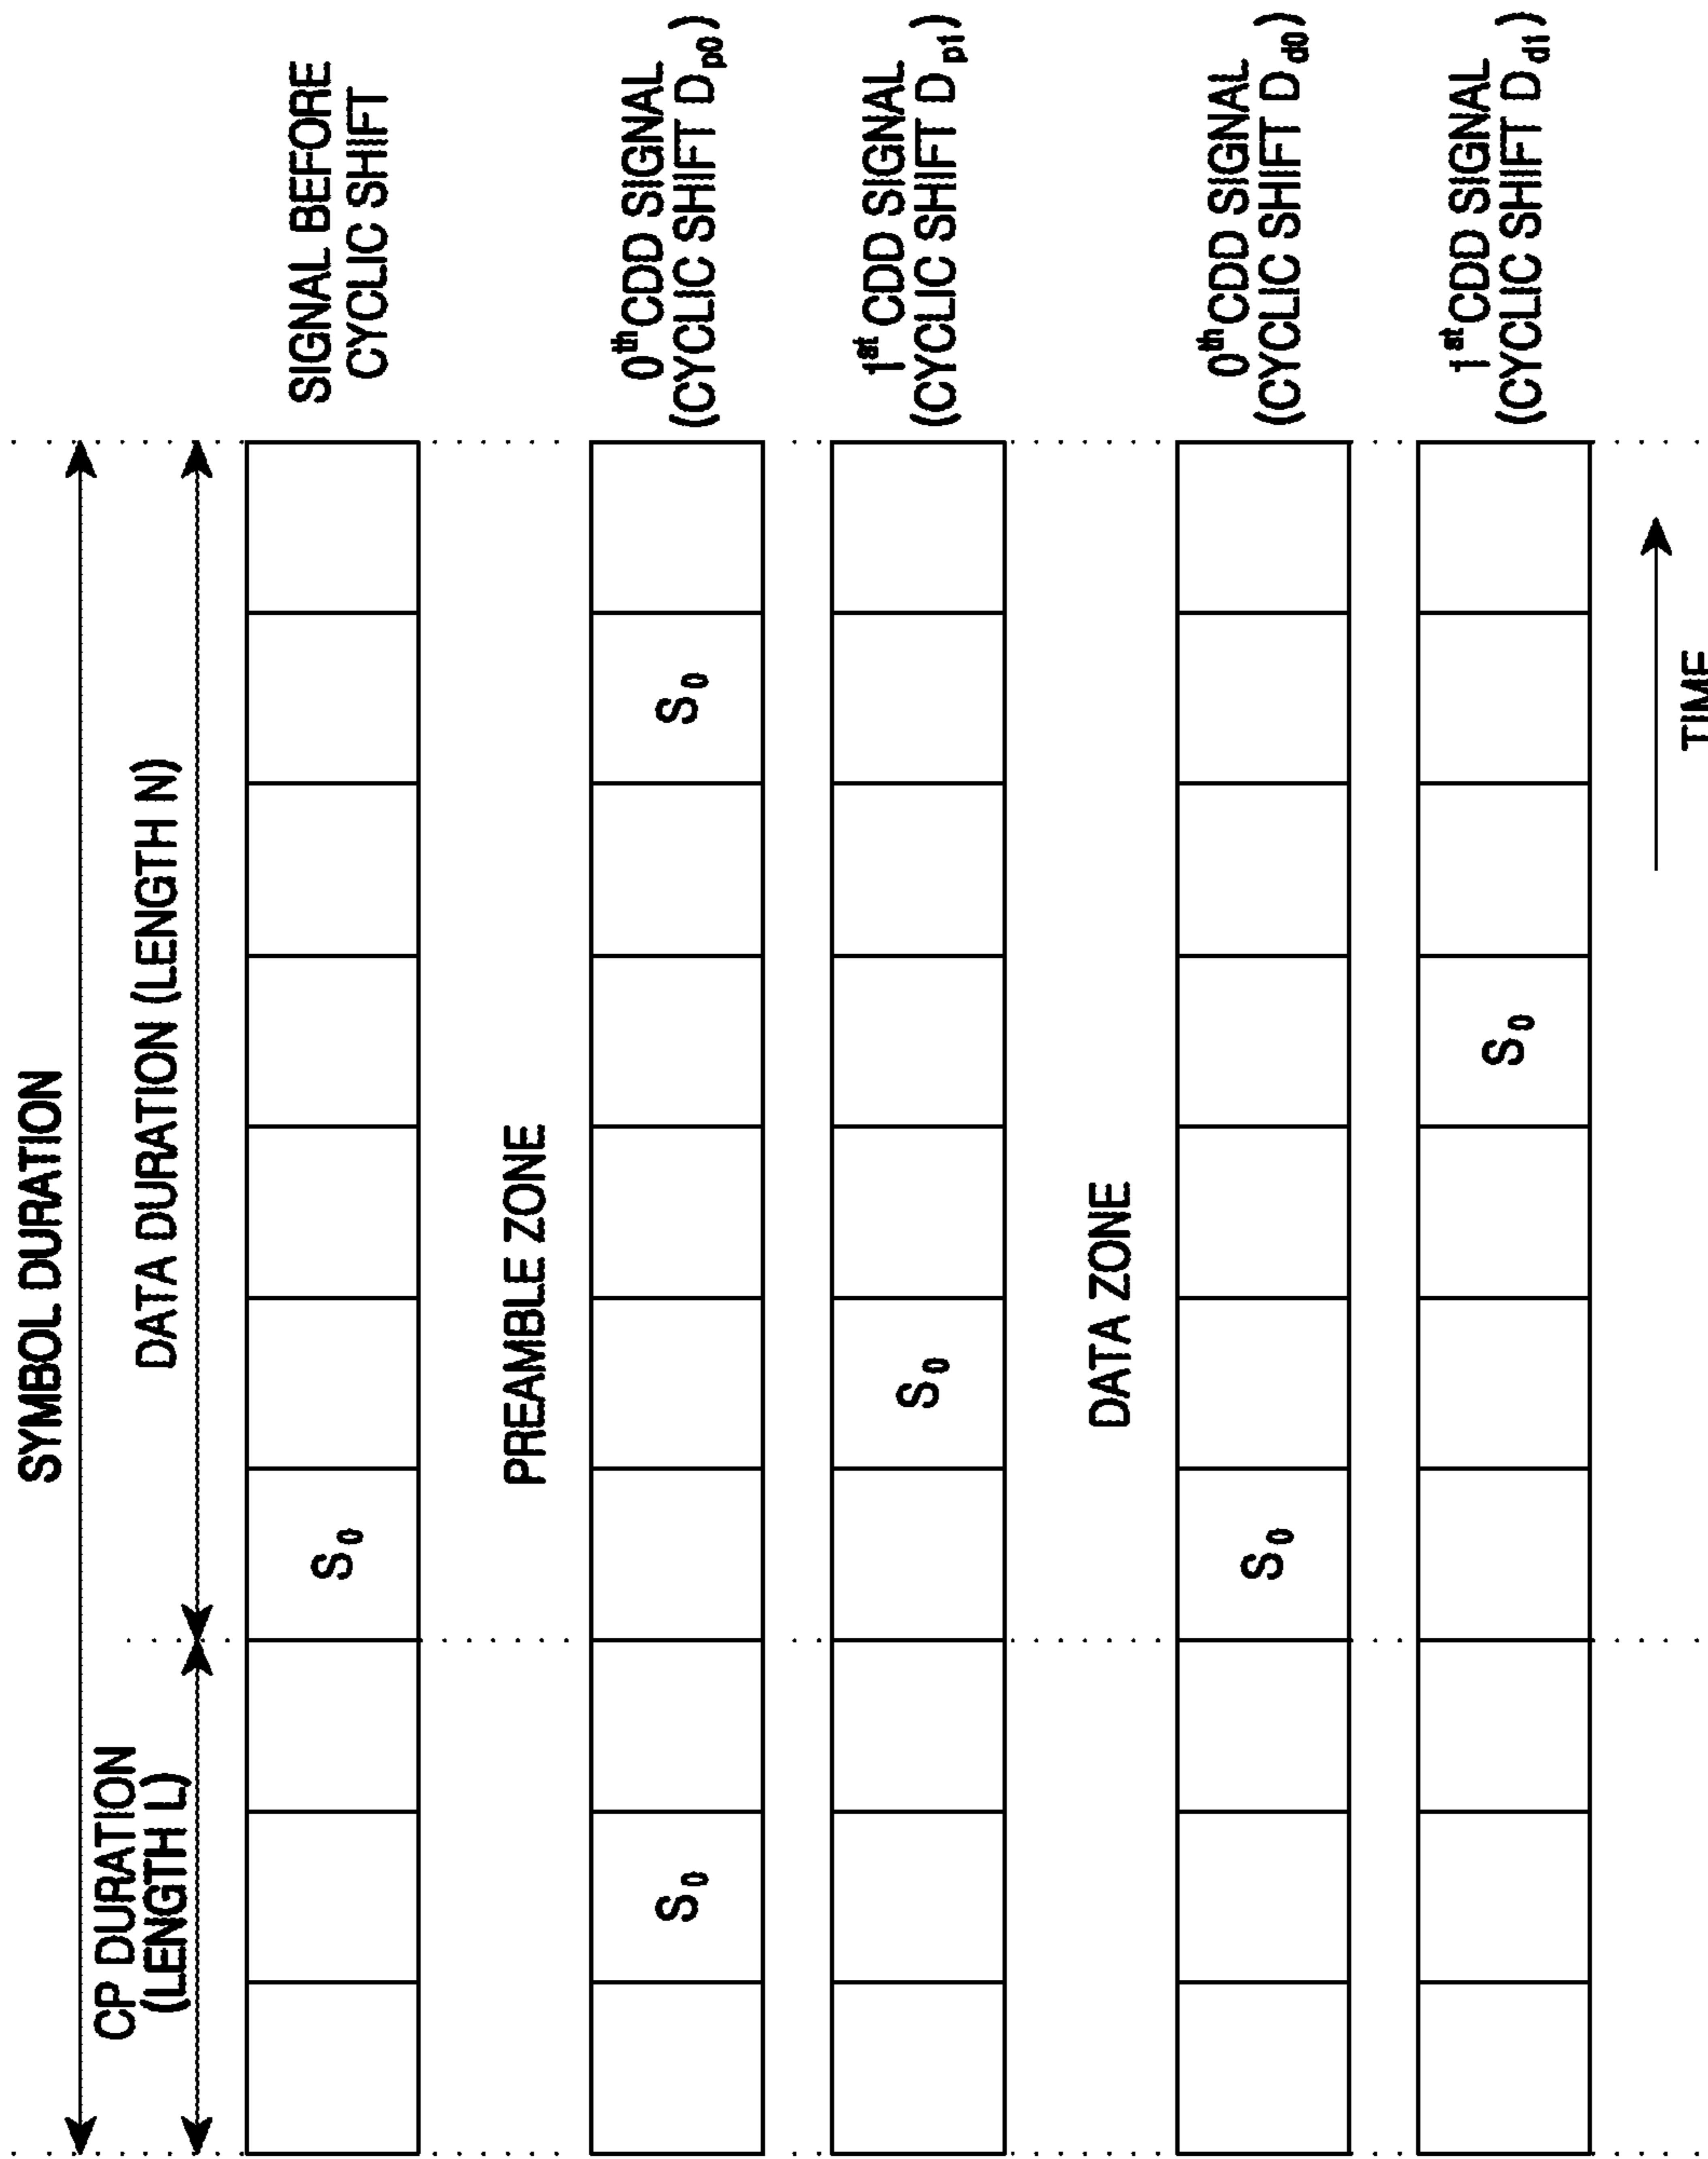 SYMBOL DURATION
CP DURATION
(LENGTH L)
DATA DURATION (LENGTH N)
S0
SIGNAL BEFORE
CYCLIC SHIFT
PREAMBLE ZONE
S0
S0
0th CDD SIGNAL
(CYCLIC SHIFT Dp0)
S0
1st CDD SIGNAL
(CYCLIC SHIFT Dp1)
DATA ZONE
S0
0th CDD SIGNAL
(CYCLIC SHIFT Dd0)
S0
1st CDD SIGNAL
(CYCLIC SHIFT Dd1)
TIME